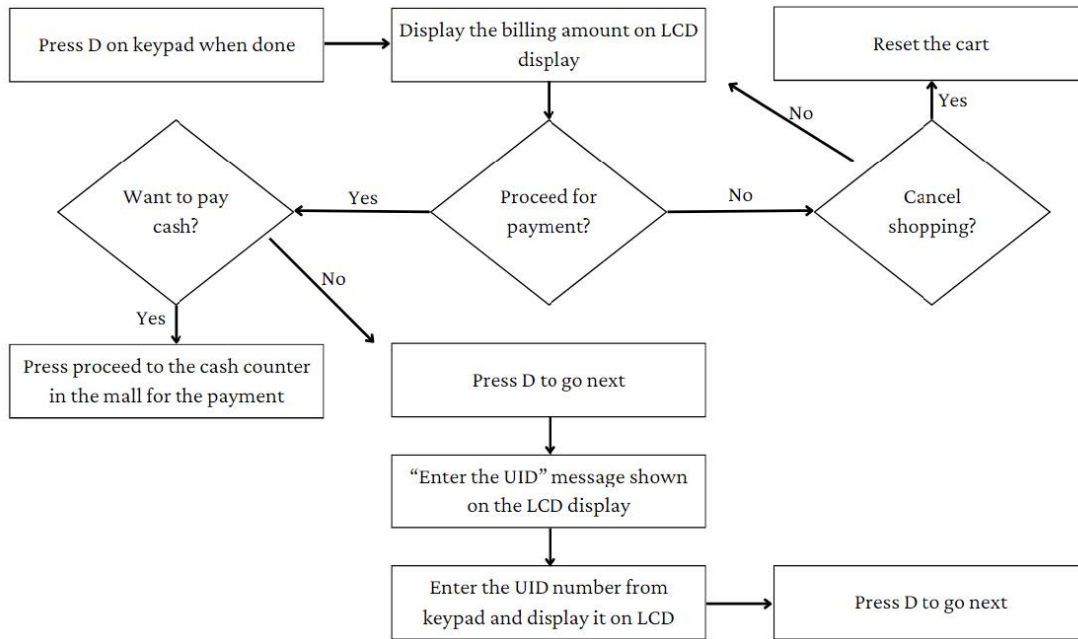 Press D on keypad when done
Display the billing amount on LCD
display
Reset the cart
No
Yes
Want to pay
cash?
Yes
Proceed for
payment?
No
Cancel
shopping?
No
Yes
Press proceed to the cash counter
in the mall for the payment
Press D to go next
“Enter the UID” message shown
on the LCD display
Enter the UID number from
keypad and display it on LCD
Press D to go next